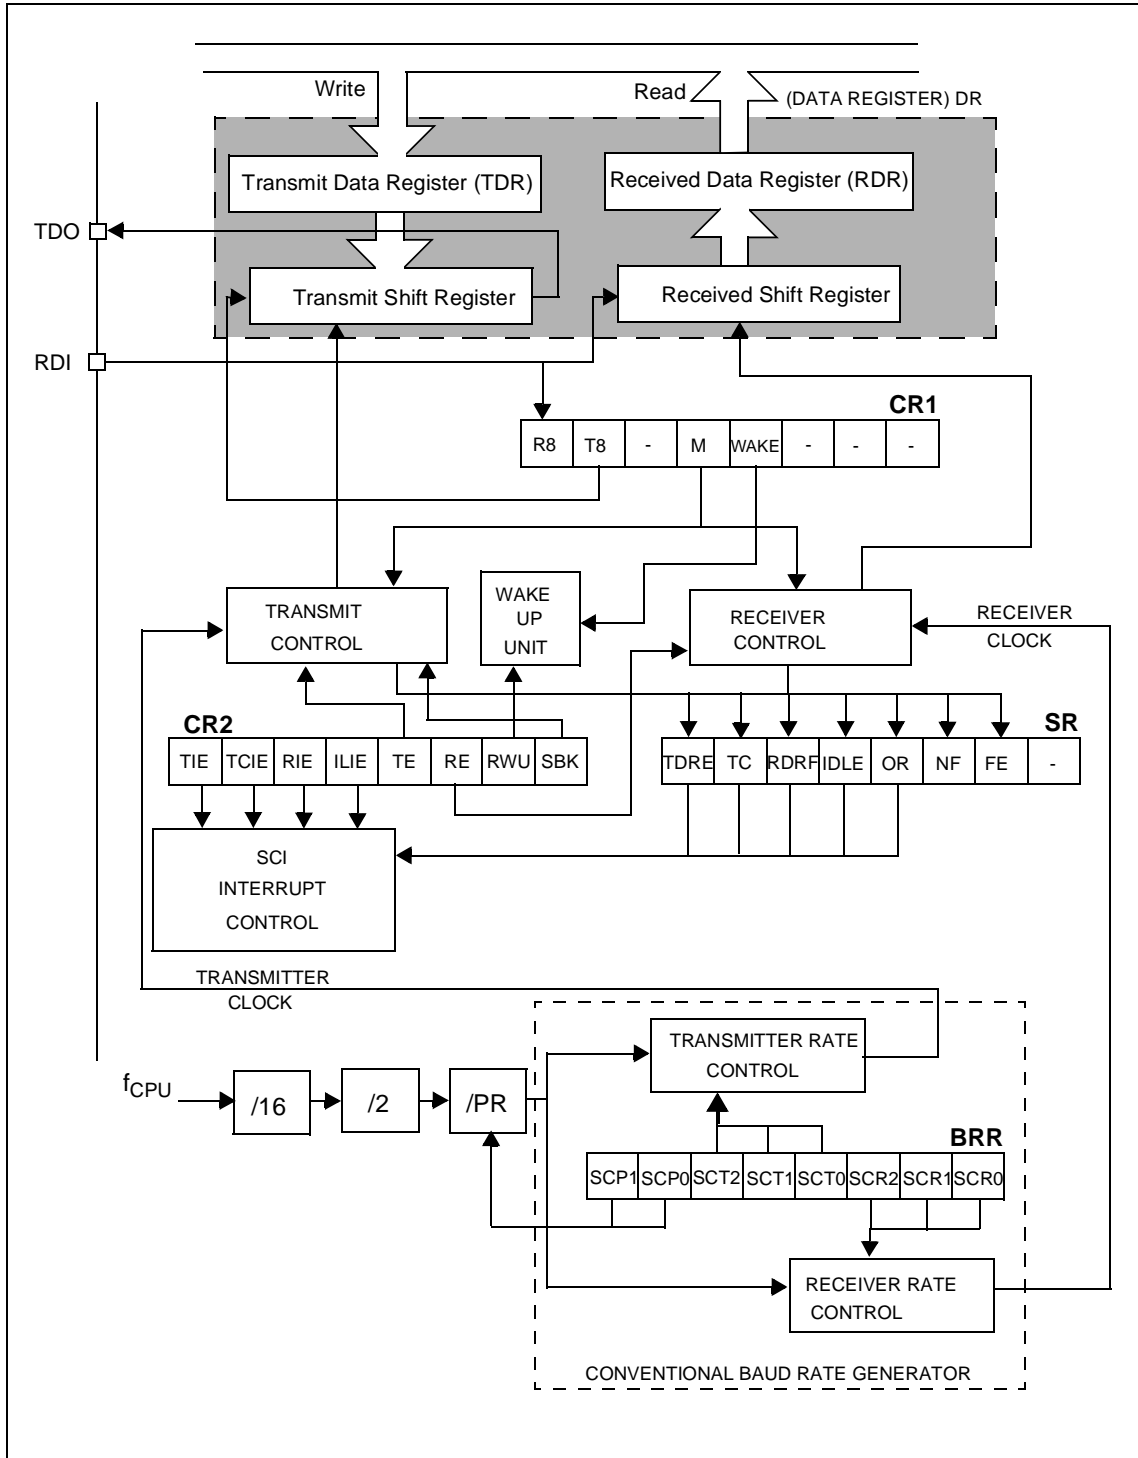 Write
Read
(DATA REGISTER) DR
Transmit Data Register (TDR)
Received Data Register (RDR)
TDO
Transmit Shift Register
Received Shift Register
RDI
CR1
R8 T8 - M WAKE - - -
TRANSMIT
CONTROL
WAKE
UP
UNIT
RECEIVER
CONTROL
RECEIVER
CLOCK
CR2
SR
TIE TCIE RIE ILIE TE RE RWU SBK
TDRE TC RDRF IDLE OR NF FE -
SCI
INTERRUPT
CONTROL
TRANSMITTER
CLOCK
TRANSMITTER RATE
CONTROL
fCPU
/16
/2
/PR
BRR
SCP1 SCP0 SCT2 SCT1 SCT0 SCR2 SCR1 SCR0
RECEIVER RATE
CONTROL
CONVENTIONAL BAUD RATE GENERATOR